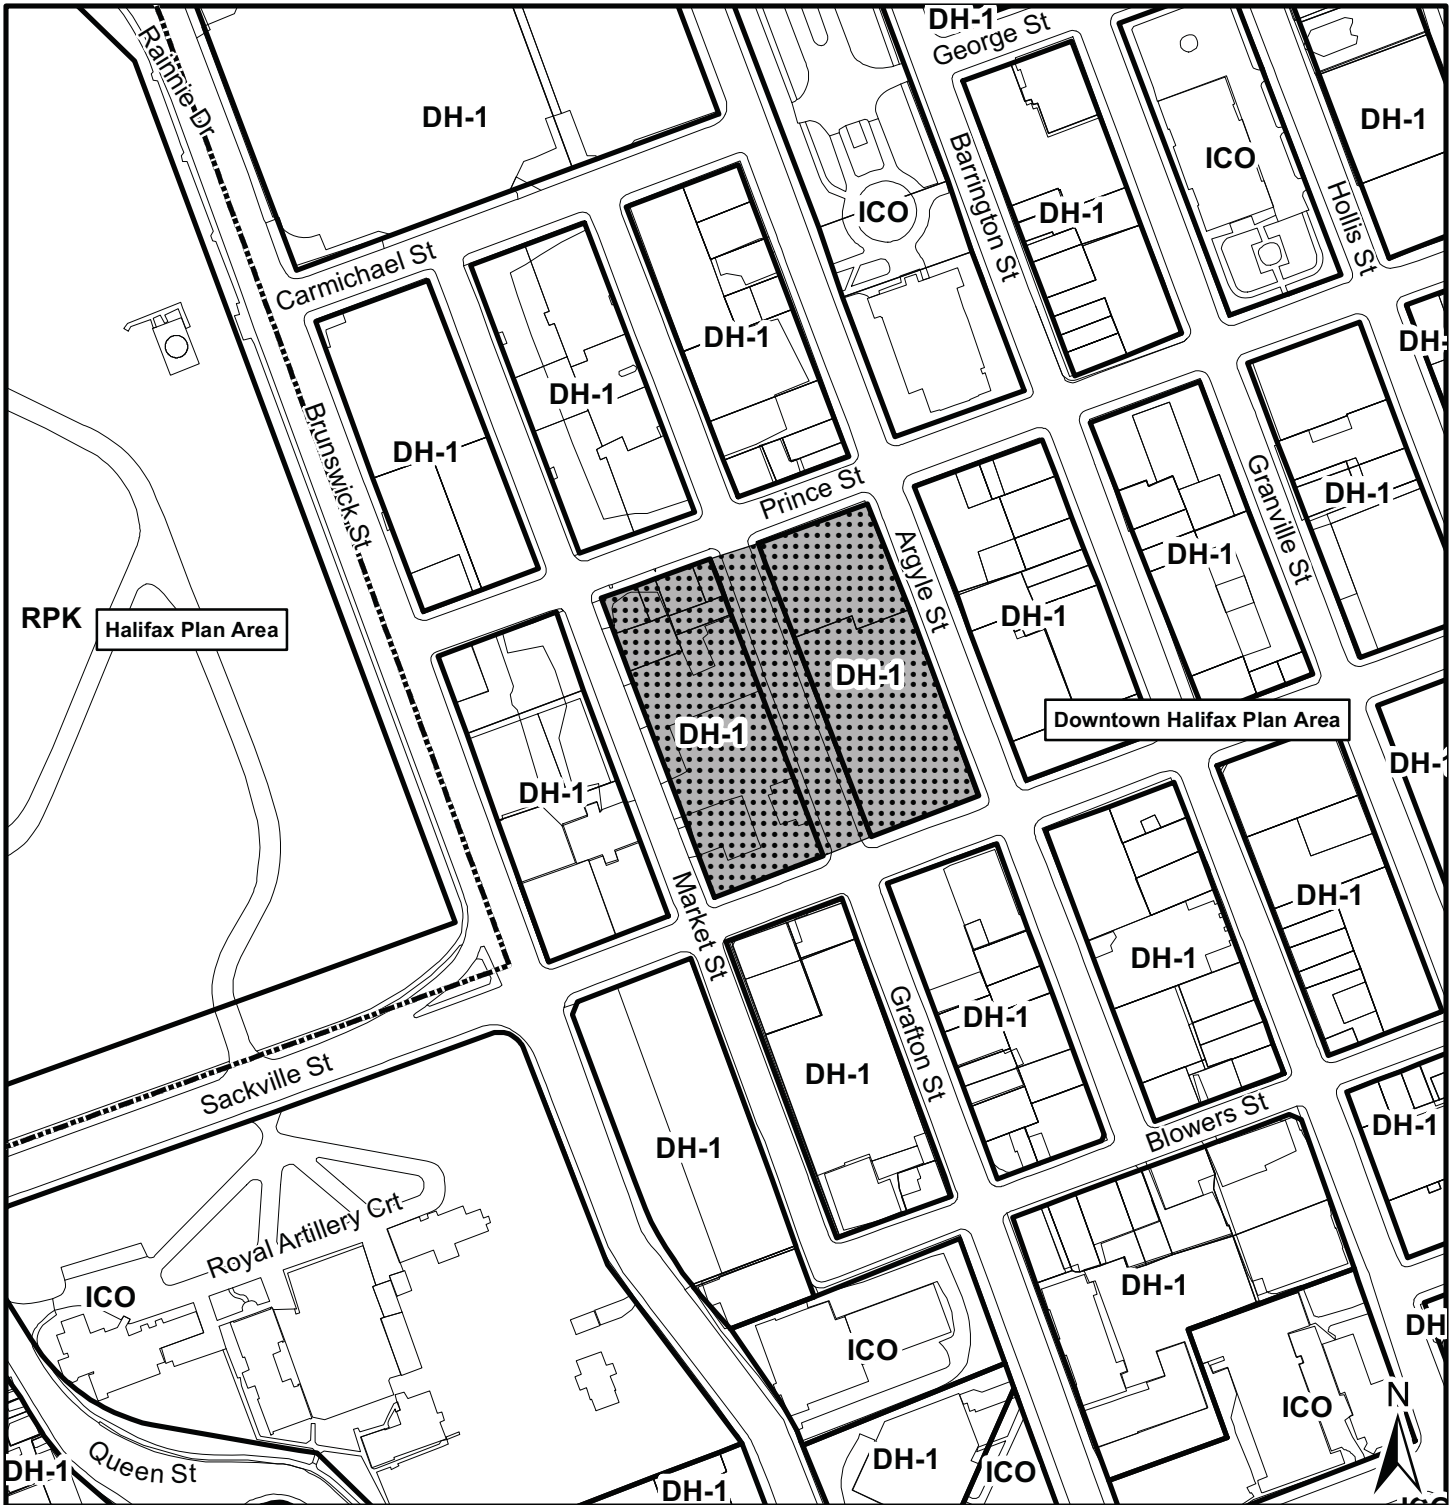 DH-1
George St
Rainnie Dr
DH-1
DH-1
ICO
Barrington St
ICO
DH-1
Hollis St
Carmichael St
DH-1
DH-1
DH-1
Brunswick St
DH-1
Prince St
Granville St
DH-1
Argyle St
DH-1
RPK
Halifax Plan Area
DH-1
DH-1
Downtown Halifax Plan Area
DH-1
DH-1
DH-1
Market St
DH-1
DH-1
Grafton St
DH-1
DH-1
Sackville St
Blowers St
DH-1
DH-1
Royal Artillery Crt
DH-1
ICO
ICO
N
ICO
Queen St
DH-1
DH-1
ICO
DH-1